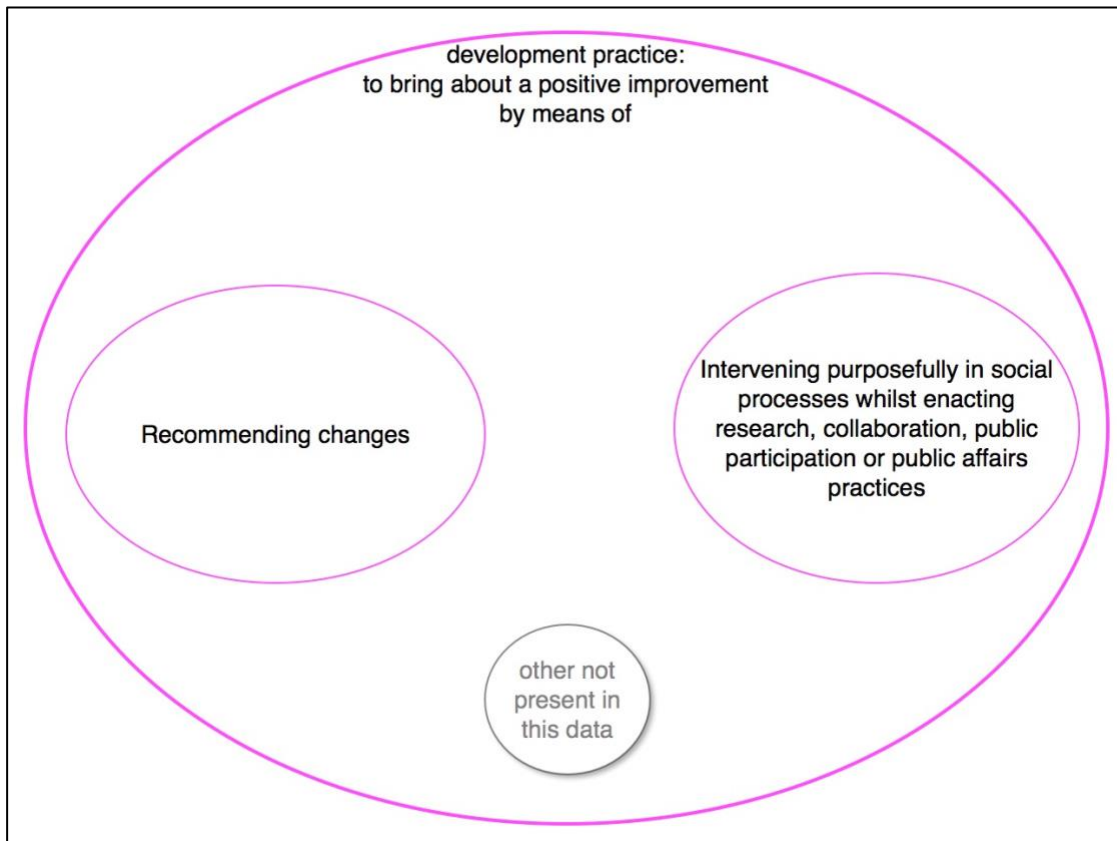 development practice:
to bring about a positive improvement
by means of
Recommending changes
Intervening purposefully in social
processes whilst enacting
research, collaboration, public
participation or public affairs
practices
other not
present in
this data